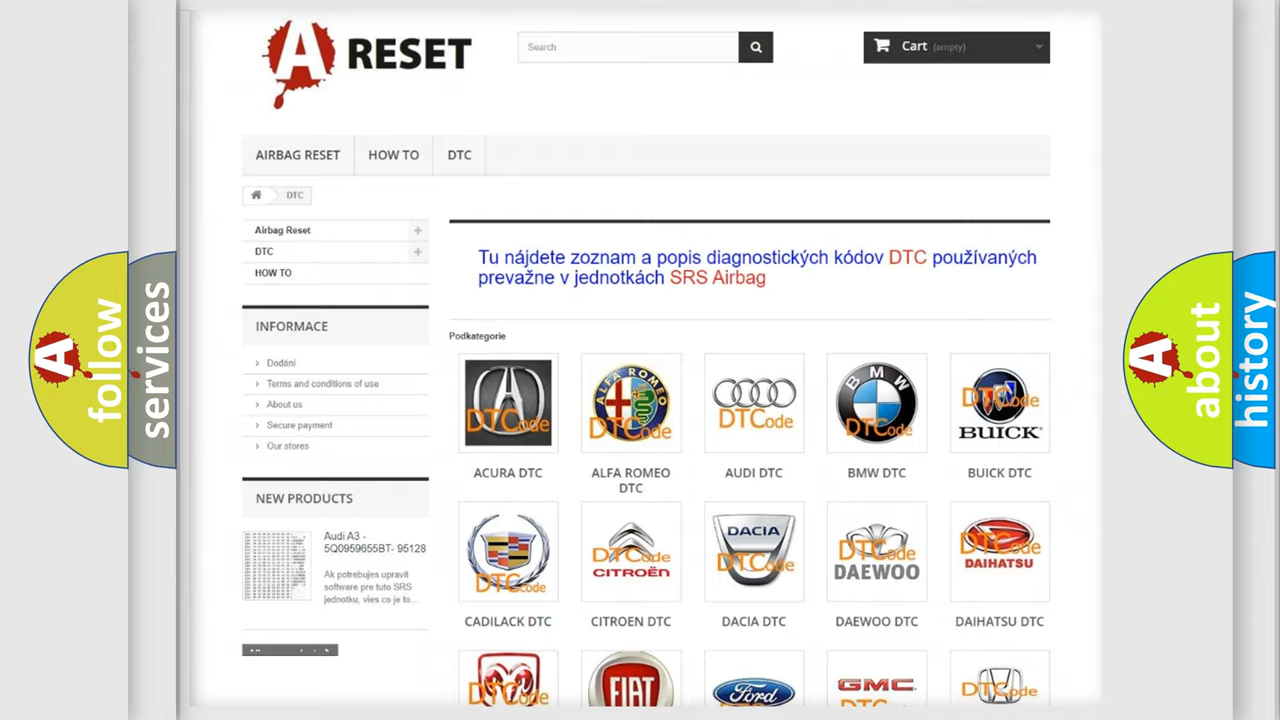 A RESET
Search
Cart (empty)
AIRBAG RESET
HOW TO
DTC
DTC
Airbag Reset
DTC
HOW TO
Tu nájdete zoznam a popis diagnostických kódov DTC používaných
prevažne v jednotkách SRS Airbag
INFORMACE
Dodání
Terms and conditions of use
About us
Secure payment
Our stores
NEW PRODUCTS
Audi A3 -
5Q0959655BT- 95128
Ak potrebujes upravit
software pre tuto SRS
jednotku, vies co je to...
Podkategorie
DTCode
ALFA ROMEO
DTCode
DTCode
BMW
DTCode
DTCode
BUICK
ACURA DTC
ALFA ROMEO
DTC
AUDI DTC
BMW DTC
BUICK DTC
DTCode
DTCode
CITROËN
DACIA
DTCode
DTCode
DAEWOO
DTCode
DAIHATSU
CADILACK DTC
CITROEN DTC
DACIA DTC
DAEWOO DTC
DAIHATSU DTC
DTCode
FIAT
Ford
GMC
DTCode
A follow
services
A about
history